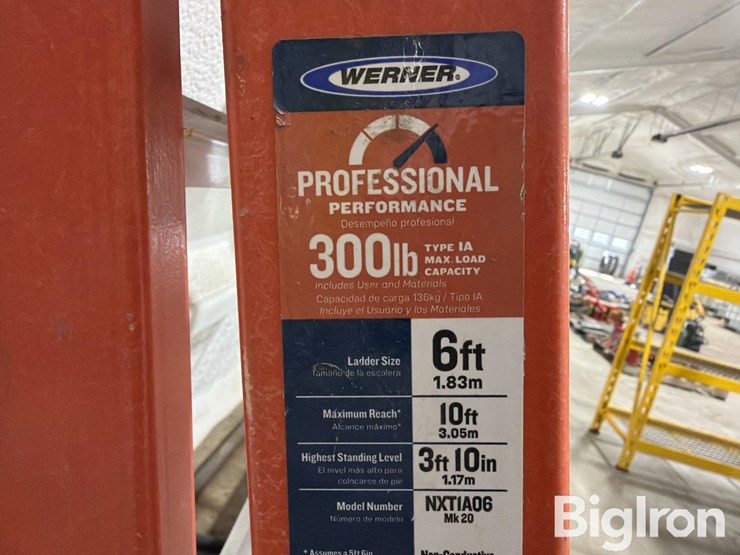 WERNER
PROFESSIONAL
PERFORMANCE
Desempeño profesional
300lb TYPE IA MAX. LOAD CAPACITY
Includes User and Materials
Capacidad de carga 136kg / Tipo IA
Incluye el Usuario y los Materiales
Ladder Size 6ft
Tamaño de la escalera 1.83m
Maximum Reach* 10ft
Alcance máximo* 3.05m
Highest Standing Level 3ft 10in
El nivel más alto para
colocarse de pie 1.17m
Model Number NXT1A06
Número de modelo Mk 20
* Assumes a 5ft 6in Non-Conductive
BigIron